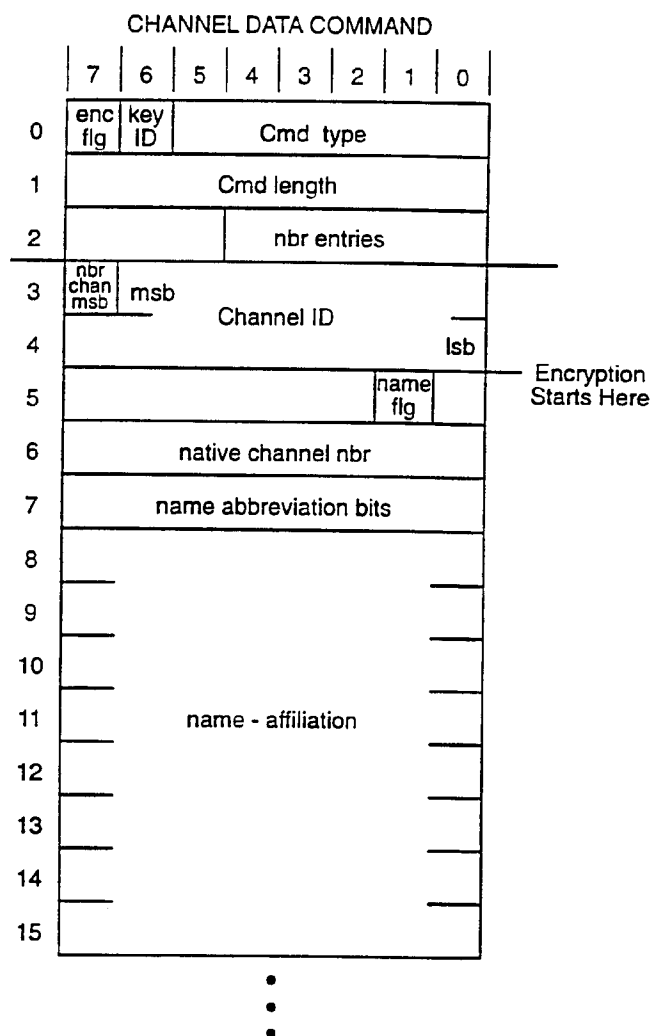 CHANNEL DATA COMMAND
7 6 5 4 3 2 1 0
0 enc flg key ID Cmd type
1 Cmd length
2 nbr entries
3 nbr chan msb msb
Channel ID
4 lsb
Encryption Starts Here
5 name flg
6 native channel nbr
7 name abbreviation bits
8
9
10
11 name - affiliation
12
13
14
15